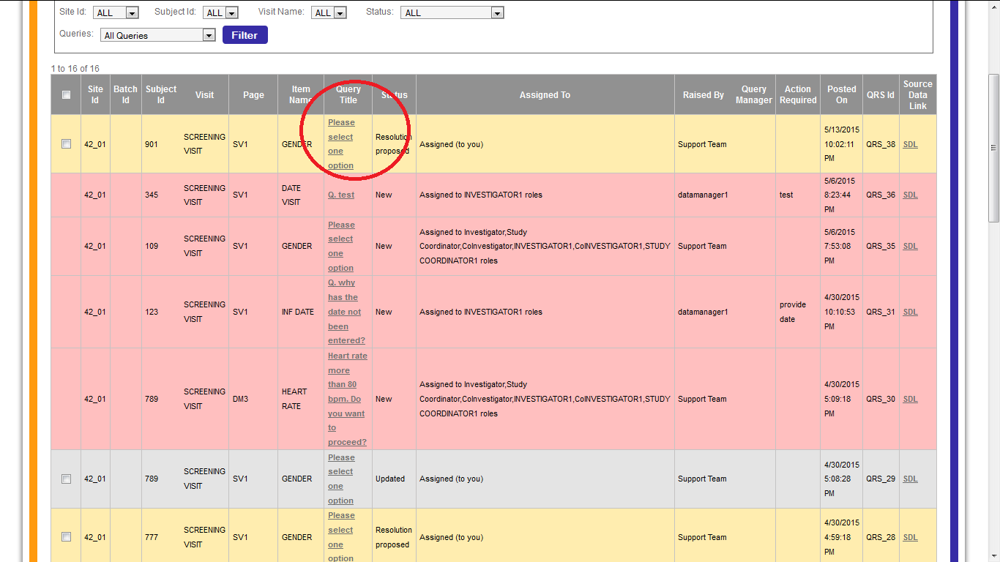 Site Id: ALL Subject Id: ALL Visit Name: ALL Status: ALL
Queries: All Queries Filter
1 to 16 of 16
Site Id Batch Id Subject Id Visit Page Item Name Query Title Status Assigned To Raised By Query Manager Action Required Posted On QRS Id Source Data Link
42_01 901 SCREENING VISIT SV1 GENDER Please select one option Resolution proposed Assigned (to you) Support Team 5/13/2015 10:02:11 PM QRS_38 SDL
42_01 345 SCREENING VISIT SV1 DATE VISIT Q. test New Assigned to INVESTIGATOR1 roles datamanager1 test 5/6/2015 8:23:44 PM QRS_36 SDL
42_01 109 SCREENING VISIT SV1 GENDER Please select one option New Assigned to Investigator,Study Coordinator,CoInvestigator,INVESTIGATOR1,CoINVESTIGATOR1,STUDY COORDINATOR1 roles Support Team 5/6/2015 7:53:08 PM QRS_35 SDL
42_01 123 SCREENING VISIT SV1 INF DATE Q. why has the date not been entered? New Assigned to INVESTIGATOR1 roles datamanager1 provide date 4/30/2015 10:10:53 PM QRS_31 SDL
42_01 789 SCREENING VISIT DM3 HEART RATE Heart rate more than 80 bpm. Do you want to proceed? New Assigned to Investigator,Study Coordinator,CoInvestigator,INVESTIGATOR1,CoINVESTIGATOR1,STUDY COORDINATOR1 roles Support Team 4/30/2015 5:09:18 PM QRS_30 SDL
42_01 789 SCREENING VISIT SV1 GENDER Please select one option Updated Assigned (to you) Support Team 4/30/2015 5:08:28 PM QRS_29 SDL
42_01 777 SCREENING VISIT SV1 GENDER Please select one option Resolution proposed Assigned (to you) Support Team 4/30/2015 4:59:18 PM QRS_28 SDL